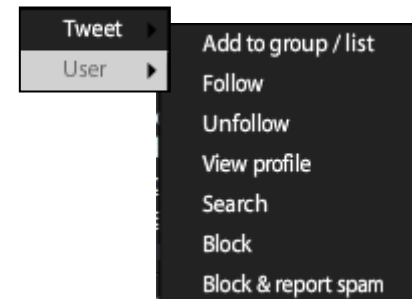 Tweet
User
Add to group / list
Follow
Unfollow
View profile
Search
Block
Block & report spam